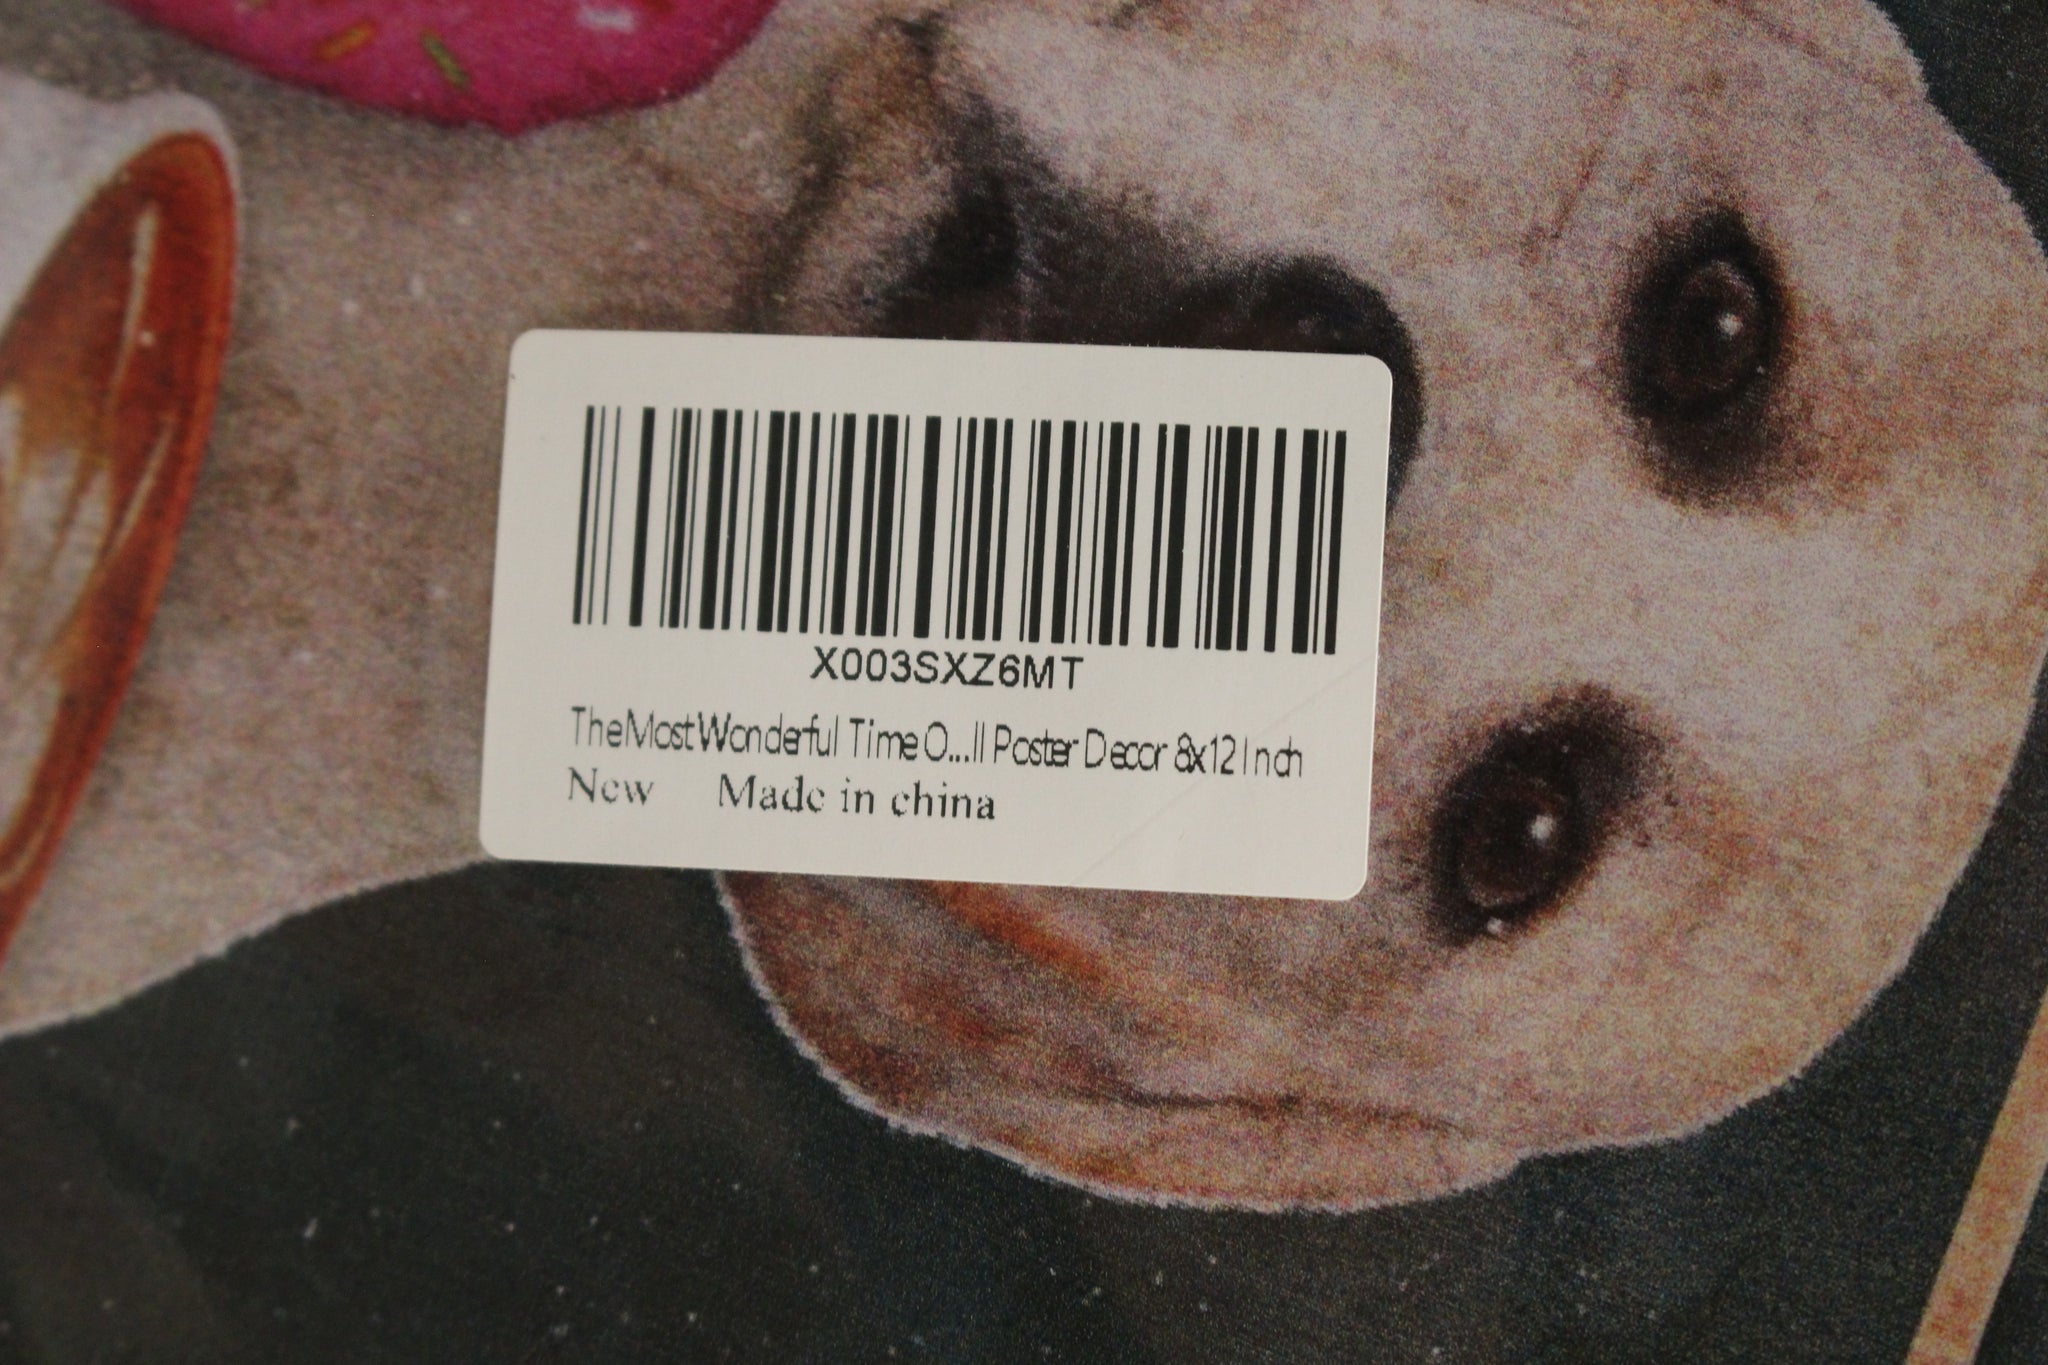 X003SXZ6MT
The Most Wonderful Time O...ll Poster Decor 8x12 Inch
New Made in china